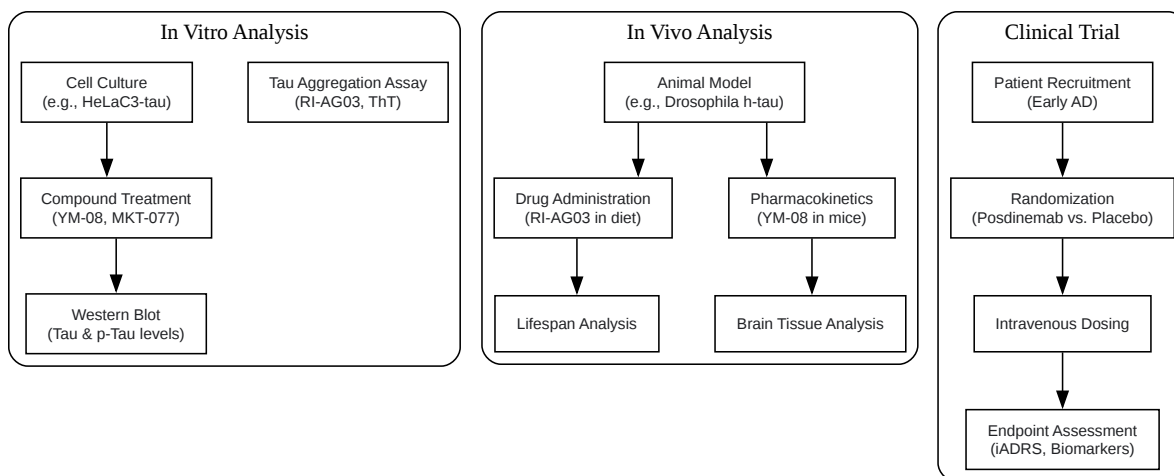 In Vitro Analysis
Cell Culture
(e.g., HeLaC3-tau)
Tau Aggregation Assay
(RI-AG03, ThT)
Compound Treatment
(YM-08, MKT-077)
Western Blot
(Tau & p-Tau levels)
In Vivo Analysis
Animal Model
(e.g., Drosophila h-tau)
Drug Administration
(RI-AG03 in diet)
Pharmacokinetics
(YM-08 in mice)
Lifespan Analysis
Brain Tissue Analysis
Clinical Trial
Patient Recruitment
(Early AD)
Randomization
(Posdinemab vs. Placebo)
Intravenous Dosing
Endpoint Assessment
(iADRS, Biomarkers)